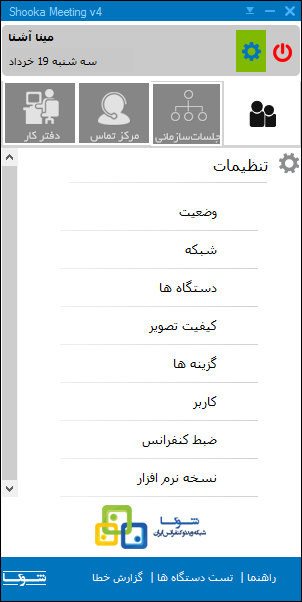 Shooka Meeting v4
مینا آشنا
سه شنبه 19 خرداد
جلسات‌سازمانی
مرکز تماس
دفتر کار
تنظیمات
وضعیت
شبکه
دستگاه ها
کیفیت تصویر
گزینه ها
کاربر
ضبط کنفرانس
نسخه نرم افزار
شوکا
شبکه ویدئو کنفرانس ایران
راهنما | تست دستگاه ها | گزارش خطا
شوکا